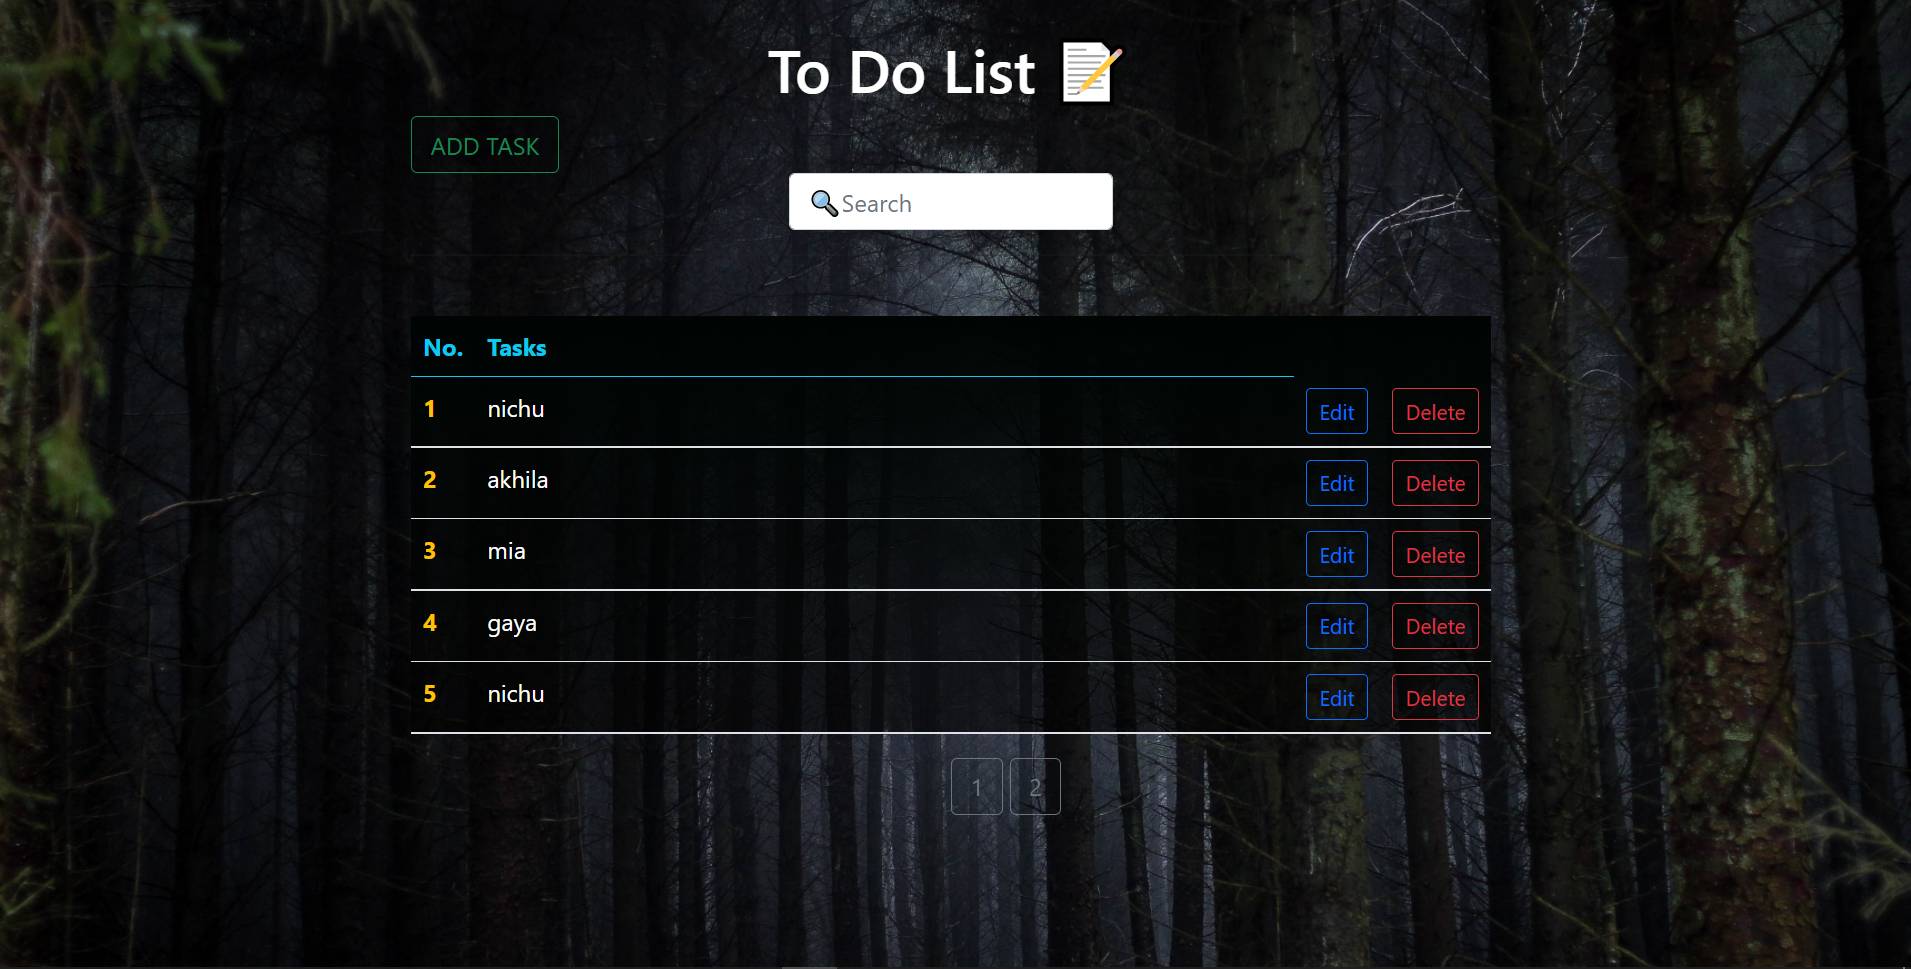 To Do List 📝
ADD TASK
🔍Search
No. Tasks
1 nichu Edit Delete
2 akhila Edit Delete
3 mia Edit Delete
4 gaya Edit Delete
5 nichu Edit Delete
1 2